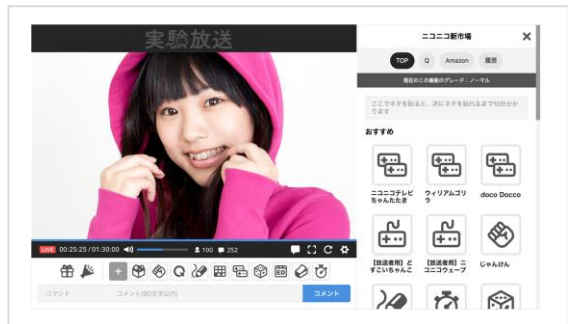 実験放送
LIVE 00:25:25/01:30:00 100 252
コマンド コメント(80文字以内) コメント
ニコニコ新市場
TOP Q Amazon 履歴
現在のこの番組のグレード：ノーマル
ここでネタを貼ると、次にネタを貼れるまで10分かか
ります
おすすめ
ニコニコテレビ
ちゃんたたき
ウィリアムゴリ
ラ
doco Docco
【放送者用】ど
すこいちゃんこ
【放送者用】ニ
コニコウェーブ
じゃんけん